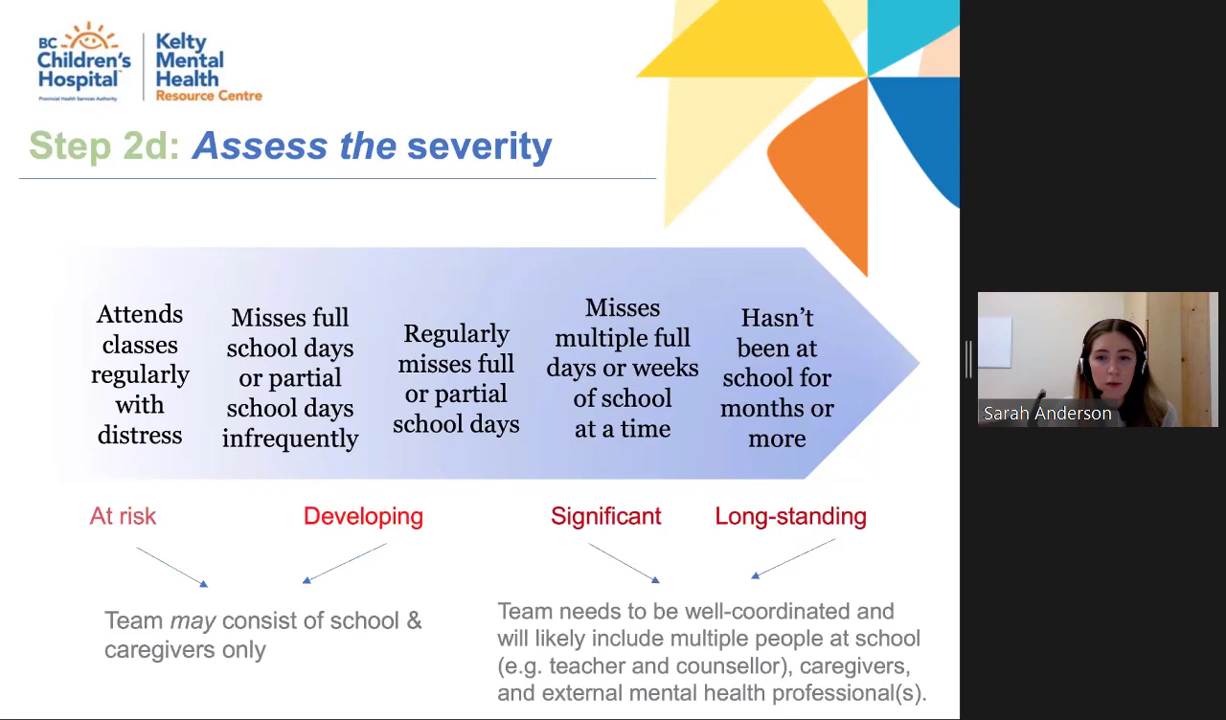 BC
Children's
Hospital
Provincial Health Services Authority
Kelty
Mental
Health
Resource Centre
Step 2d: Assess the severity
Attends
classes
regularly
with
distress
Misses full
school days
or partial
school days
infrequently
Regularly
misses full
or partial
school days
Misses
multiple full
days or weeks
of school
at a time
Hasn't
been at
school for
months or
more
At risk
Developing
Significant
Long-standing
Team may consist of school &
caregivers only
Team needs to be well-coordinated and
will likely include multiple people at school
(e.g. teacher and counsellor), caregivers,
and external mental health professional(s).
Sarah Anderson